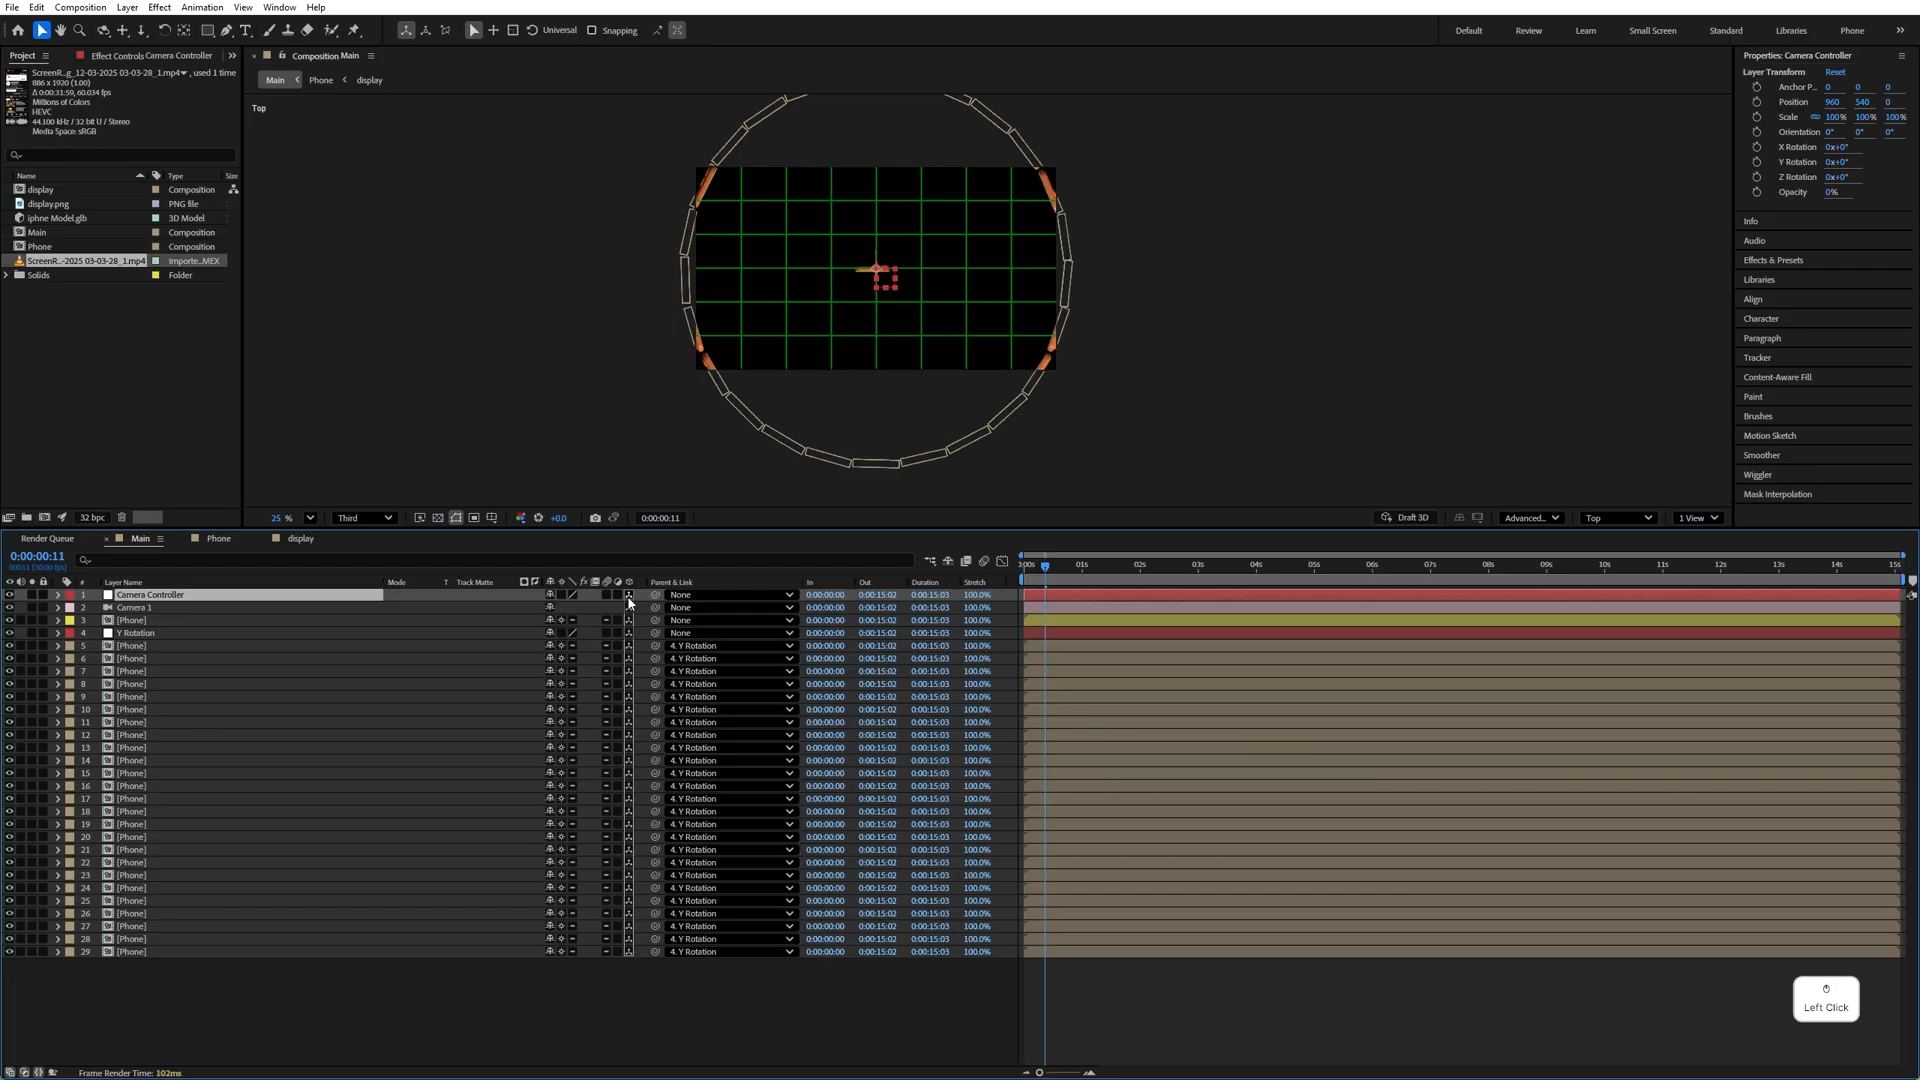 File Edit Composition Layer Effect Animation View Window Help
Universal Snapping Default Review Learn Small Screen Standard Libraries Phone
Project Effect Controls Camera Controller
ScreenR...g_12-03-2025 03-03-28_1.mp4, used 1 time
886 x 1920 (1.00)
Δ 0:00:31:59, 60.034 fps
Millions of Colors
HEVC
44.100 kHz / 32 bit U / Stereo
Media Space: sRGB
Name Type Size
display Composition
display.png PNG file
iphne Model.glb 3D Model
Main Composition
Phone Composition
ScreenR...-2025 03-03-28_1.mp4 Importe...MEX
Solids Folder
32 bpc
Composition Main
Main Phone display
Top
25 % Third +0.0 0:00:00:11 Draft 3D Advanced... Top 1 View
Properties: Camera Controller
Layer Transform Reset
Anchor P... 0 0 0
Position 960 540 0
Scale 100% 100% 100%
Orientation 0° 0° 0°
X Rotation 0x+0°
Y Rotation 0x+0°
Z Rotation 0x+0°
Opacity 0%
Info
Audio
Effects & Presets
Libraries
Align
Character
Paragraph
Tracker
Content-Aware Fill
Paint
Brushes
Motion Sketch
Smoother
Wiggler
Mask Interpolation
Render Queue Main Phone display
0:00:00:11
00011 (30.00 fps)
# Layer Name Mode T Track Matte fx Parent & Link In Out Duration Stretch
:00s 01s 02s 03s 04s 05s 06s 07s 08s 09s 10s 11s 12s 13s 14s 15s
1 Camera Controller None 0:00:00:00 0:00:15:02 0:00:15:03 100.0%
2 Camera 1 None 0:00:00:00 0:00:15:02 0:00:15:03 100.0%
3 [Phone] None 0:00:00:00 0:00:15:02 0:00:15:03 100.0%
4 Y Rotation None 0:00:00:00 0:00:15:02 0:00:15:03 100.0%
5 [Phone] 4. Y Rotation 0:00:00:00 0:00:15:02 0:00:15:03 100.0%
6 [Phone] 4. Y Rotation 0:00:00:00 0:00:15:02 0:00:15:03 100.0%
7 [Phone] 4. Y Rotation 0:00:00:00 0:00:15:02 0:00:15:03 100.0%
8 [Phone] 4. Y Rotation 0:00:00:00 0:00:15:02 0:00:15:03 100.0%
9 [Phone] 4. Y Rotation 0:00:00:00 0:00:15:02 0:00:15:03 100.0%
10 [Phone] 4. Y Rotation 0:00:00:00 0:00:15:02 0:00:15:03 100.0%
11 [Phone] 4. Y Rotation 0:00:00:00 0:00:15:02 0:00:15:03 100.0%
12 [Phone] 4. Y Rotation 0:00:00:00 0:00:15:02 0:00:15:03 100.0%
13 [Phone] 4. Y Rotation 0:00:00:00 0:00:15:02 0:00:15:03 100.0%
14 [Phone] 4. Y Rotation 0:00:00:00 0:00:15:02 0:00:15:03 100.0%
15 [Phone] 4. Y Rotation 0:00:00:00 0:00:15:02 0:00:15:03 100.0%
16 [Phone] 4. Y Rotation 0:00:00:00 0:00:15:02 0:00:15:03 100.0%
17 [Phone] 4. Y Rotation 0:00:00:00 0:00:15:02 0:00:15:03 100.0%
18 [Phone] 4. Y Rotation 0:00:00:00 0:00:15:02 0:00:15:03 100.0%
19 [Phone] 4. Y Rotation 0:00:00:00 0:00:15:02 0:00:15:03 100.0%
20 [Phone] 4. Y Rotation 0:00:00:00 0:00:15:02 0:00:15:03 100.0%
21 [Phone] 4. Y Rotation 0:00:00:00 0:00:15:02 0:00:15:03 100.0%
22 [Phone] 4. Y Rotation 0:00:00:00 0:00:15:02 0:00:15:03 100.0%
23 [Phone] 4. Y Rotation 0:00:00:00 0:00:15:02 0:00:15:03 100.0%
24 [Phone] 4. Y Rotation 0:00:00:00 0:00:15:02 0:00:15:03 100.0%
25 [Phone] 4. Y Rotation 0:00:00:00 0:00:15:02 0:00:15:03 100.0%
26 [Phone] 4. Y Rotation 0:00:00:00 0:00:15:02 0:00:15:03 100.0%
27 [Phone] 4. Y Rotation 0:00:00:00 0:00:15:02 0:00:15:03 100.0%
28 [Phone] 4. Y Rotation 0:00:00:00 0:00:15:02 0:00:15:03 100.0%
29 [Phone] 4. Y Rotation 0:00:00:00 0:00:15:02 0:00:15:03 100.0%
Left Click
Frame Render Time: 102ms